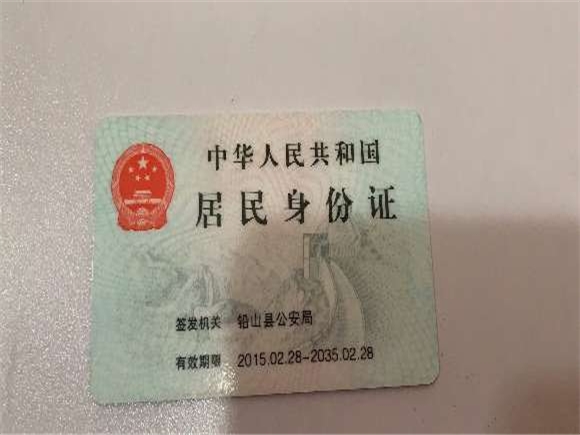 中华人民共和国
居民身份证
签发机关 铅山县公安局
有效期限 2015.02.28-2035.02.28